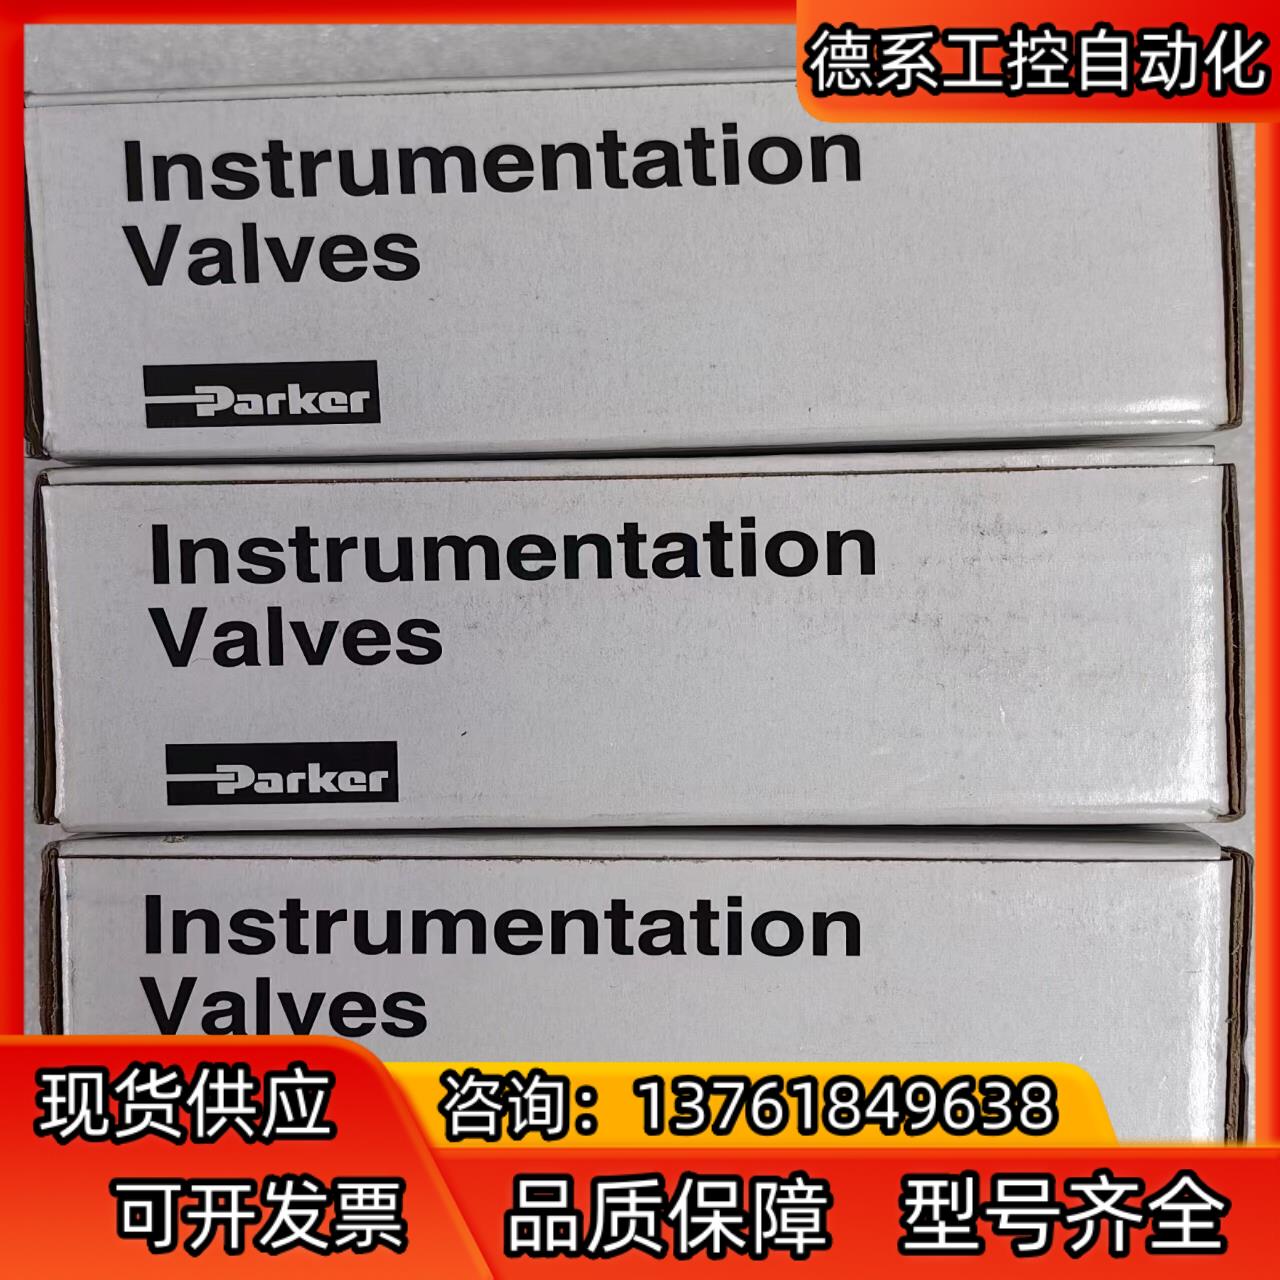 德系工控自动化
Instrumentation
Valves
Parker
Instrumentation
Valves
Parker
Instrumentation
Valves
现货供应
咨询：13761849638
可开发票
品质保障
型号齐全